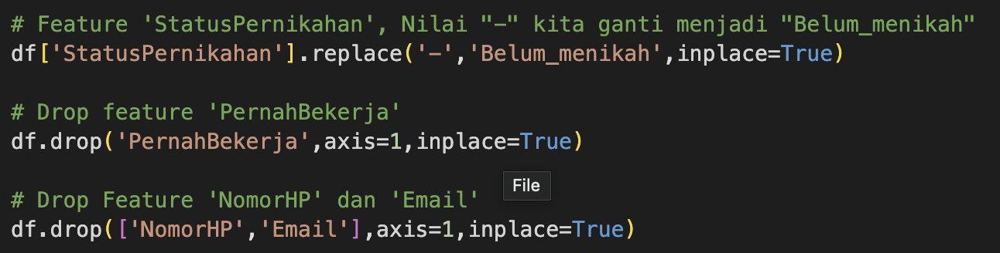 # Feature 'StatusPernikahan', Nilai "-" kita ganti menjadi "Belum_menikah"
df['StatusPernikahan'].replace('-','Belum_menikah',inplace=True)
# Drop feature 'PernahBekerja'
df.drop('PernahBekerja',axis=1,inplace=True)
File
# Drop Feature 'NomorHP' dan 'Email'
df.drop(['NomorHP','Email'],axis=1,inplace=True)